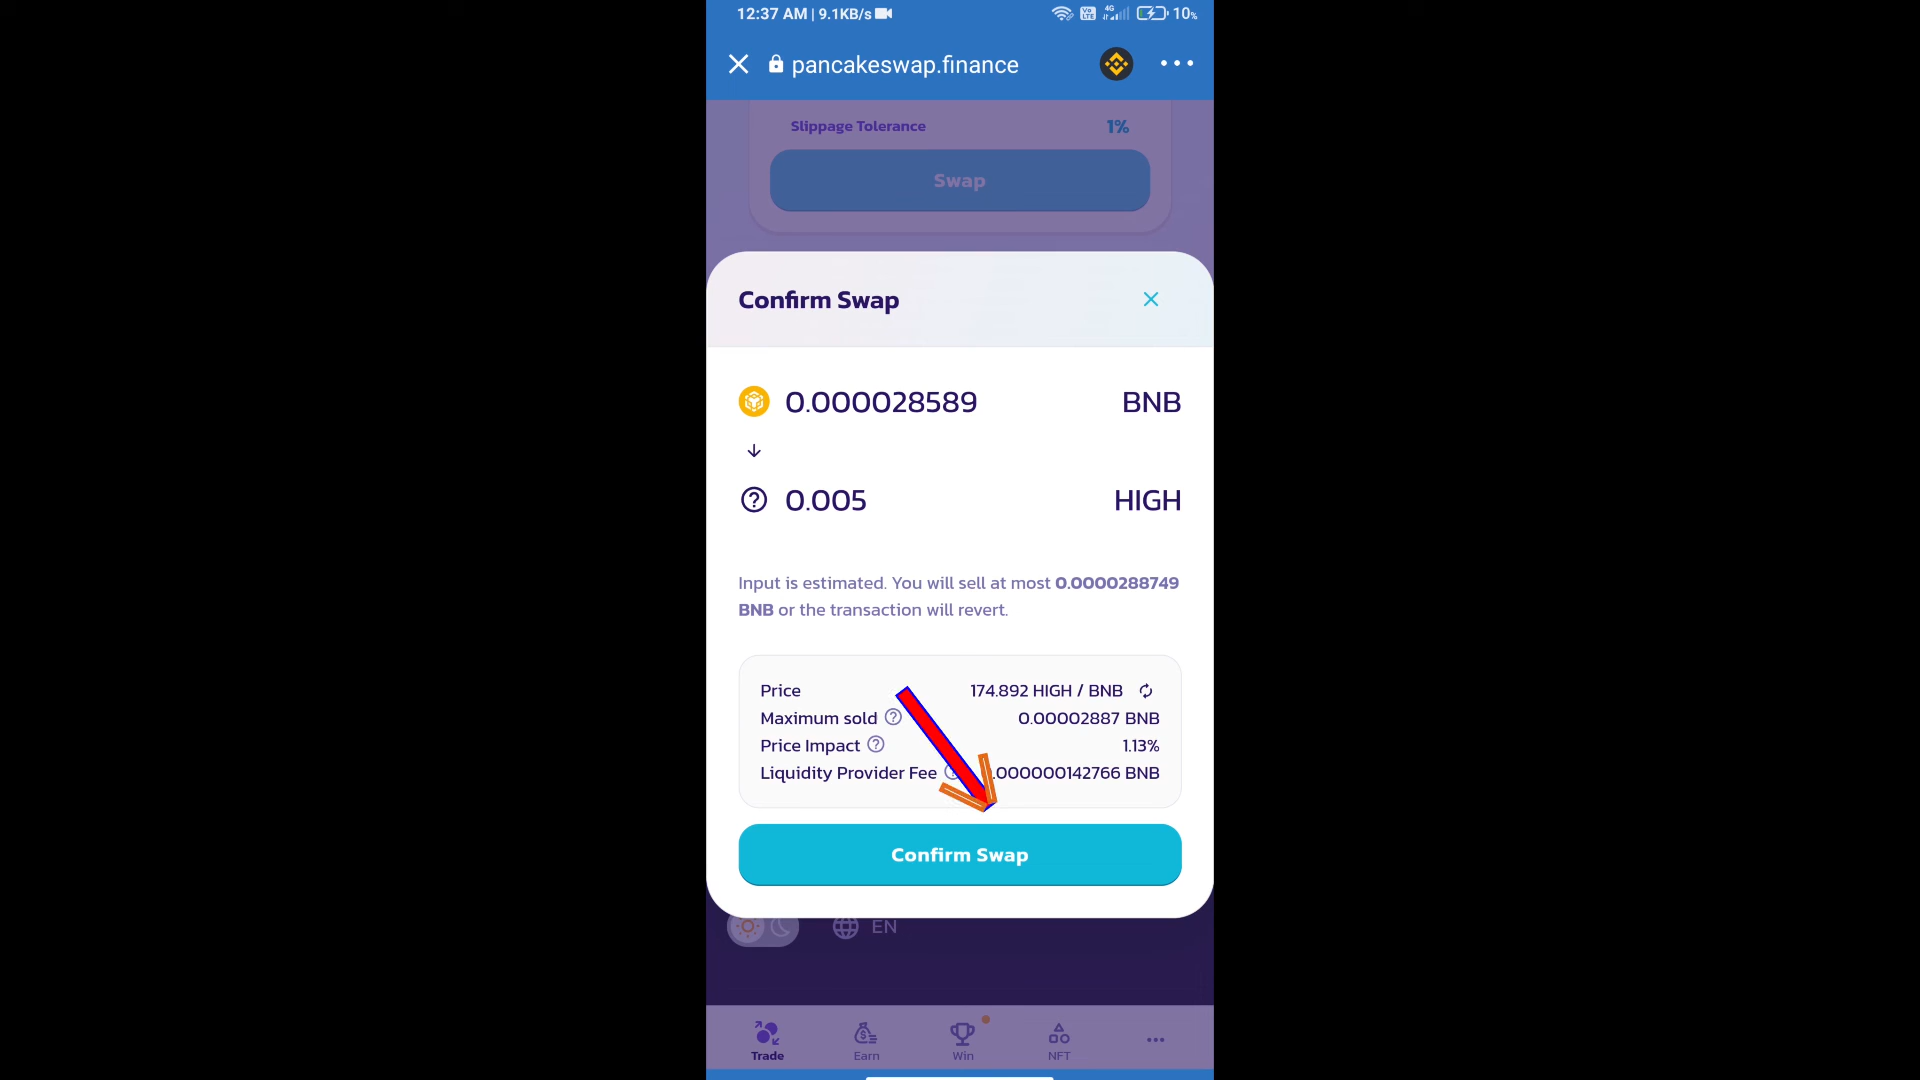 12:37 AM | 9.1KB/s
Vo LTE 4G 10%
pancakeswap.finance
Slippage Tolerance 1%
Swap
Confirm Swap
0.000028589 BNB
0.005 HIGH
Input is estimated. You will sell at most 0.0000288749
BNB or the transaction will revert.
Price 174.892 HIGH / BNB
Maximum sold 0.00002887 BNB
Price Impact 1.13%
Liquidity Provider Fee .000000142766 BNB
Confirm Swap
EN
Trade Earn Win NFT